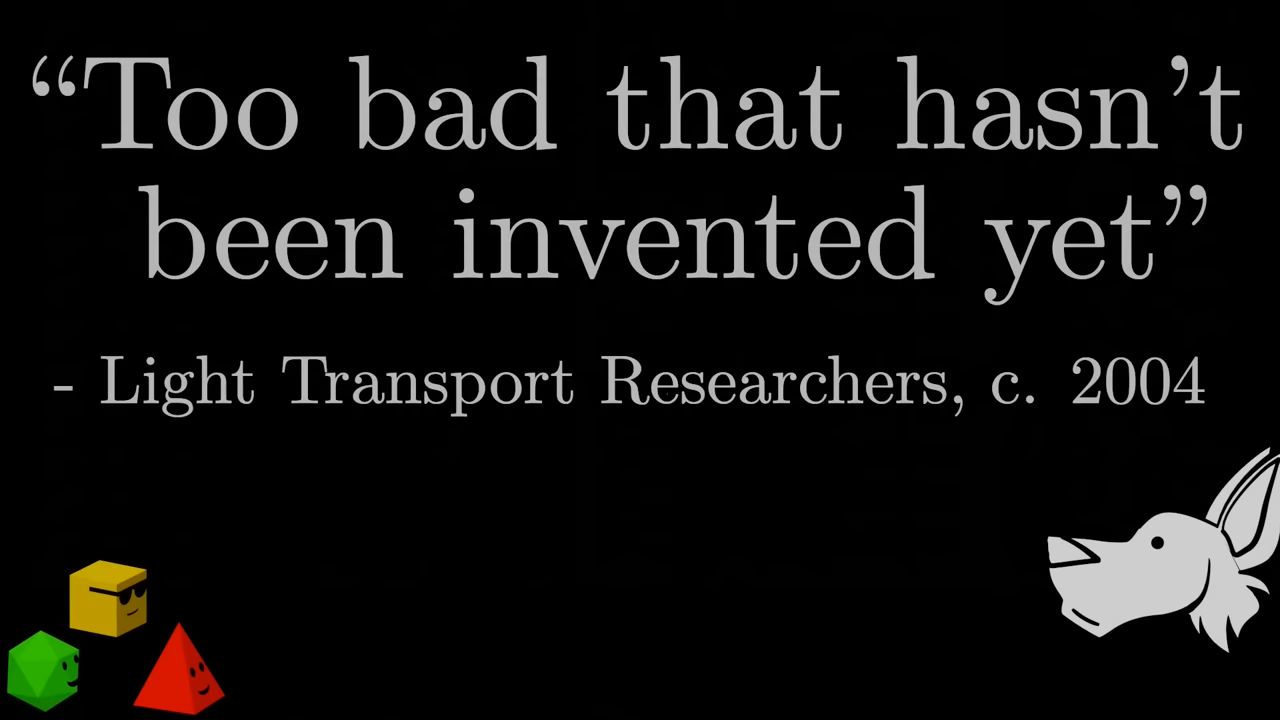 “Too bad that hasn’t
been invented yet”
- Light Transport Researchers, c. 2004